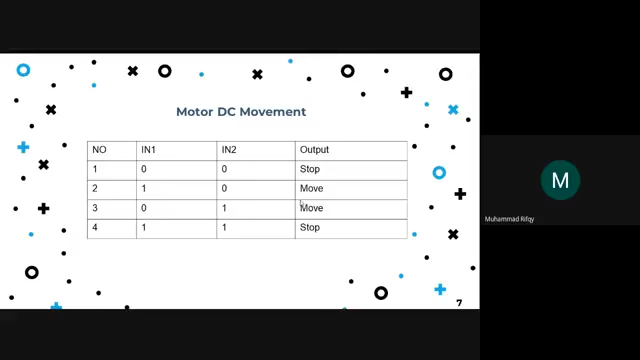 Motor DC Movement
NO IN1 IN2 Output
1 0 0 Stop
2 1 0 Move
3 0 1 Move
4 1 1 Stop
7
M
Muhammad Rifqy